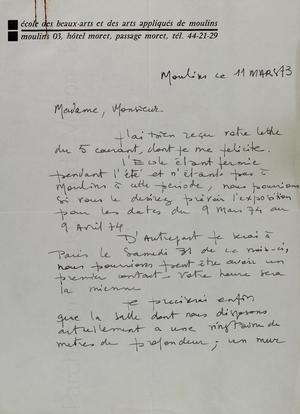 école des beaux-arts et des arts appliqués de moulins
moulins 03, hôtel moret, passage moret, tél. 44-21-29
Moulins ce 11 MARS 73
Madame, Monsieur
J'ai bien reçu votre lettre
du 5 courant, dont je me felicite.
l'Ecole étant fermée
pendant l'été et n'étant pas à
Moulins à cette période, nous pourrions
si vous le désirez prévoir l'exposition
pour les dates du 9 Mars 74 au
9 Avril 74.
D'Autrepart je serai à
Paris le Samedi 31 de ce mois-ci,
nous pourrions peut être avoir un
premier contact - votre heure sera
la mienne
Je preciserai enfin
que la salle dont nous disposons
actuellement a une vingtaine de
metres de profondeur ; un mur